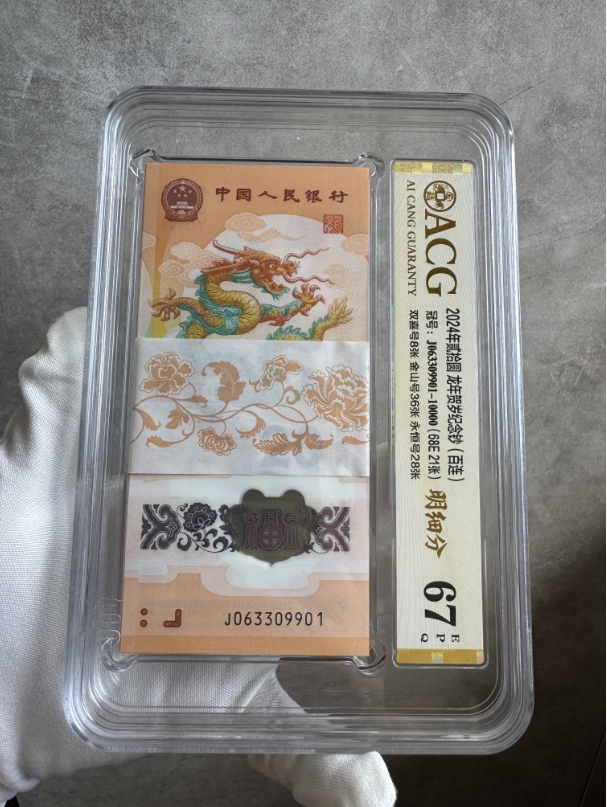 中国人民银行
J063309901
ACG
AI CANG GUARANTY
2024年贰拾圆 龙年贺岁纪念钞（百连）
冠号：J063309901-10000（68E 21张）
双喜号8张 金山号36张 永恒号28张
明细分
67
E
P
Q